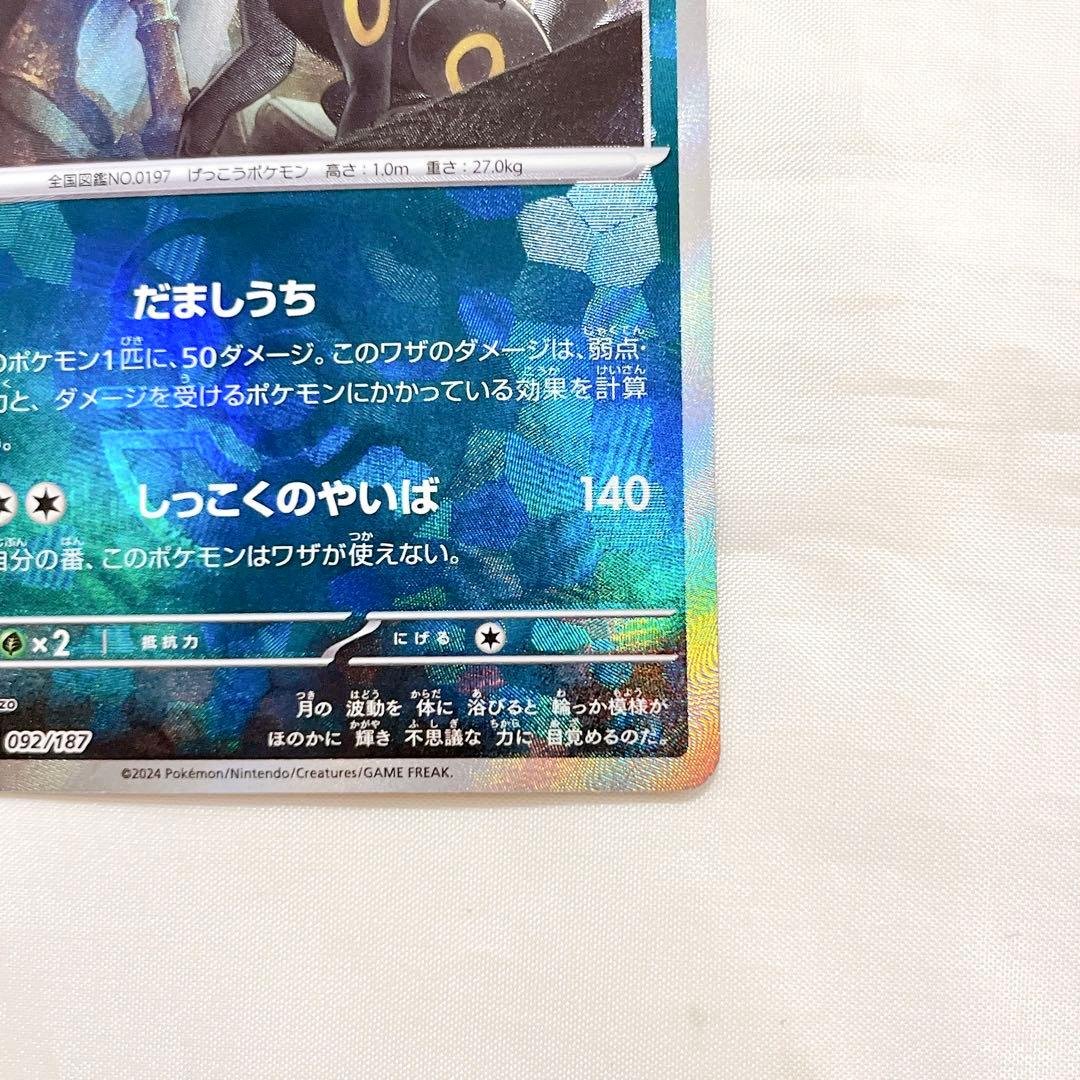 全国図鑑NO.0197 げっこうポケモン 高さ:1.0m 重さ:27.0kg
だましうち
ポケモン1匹に、50ダメージ。このワザのダメージは、弱点・
と、ダメージを受けるポケモンにかかっている効果を計算
。
しっこくのやいば 140
自分の番、このポケモンはワザが使えない。
×2 抵抗力 にげる
月の 波動を 体に 浴びると 輪っか模様が
092/187 ほのかに 輝き 不思議な 力に 目覚めるのだ。
©2024 Pokémon/Nintendo/Creatures/GAME FREAK.